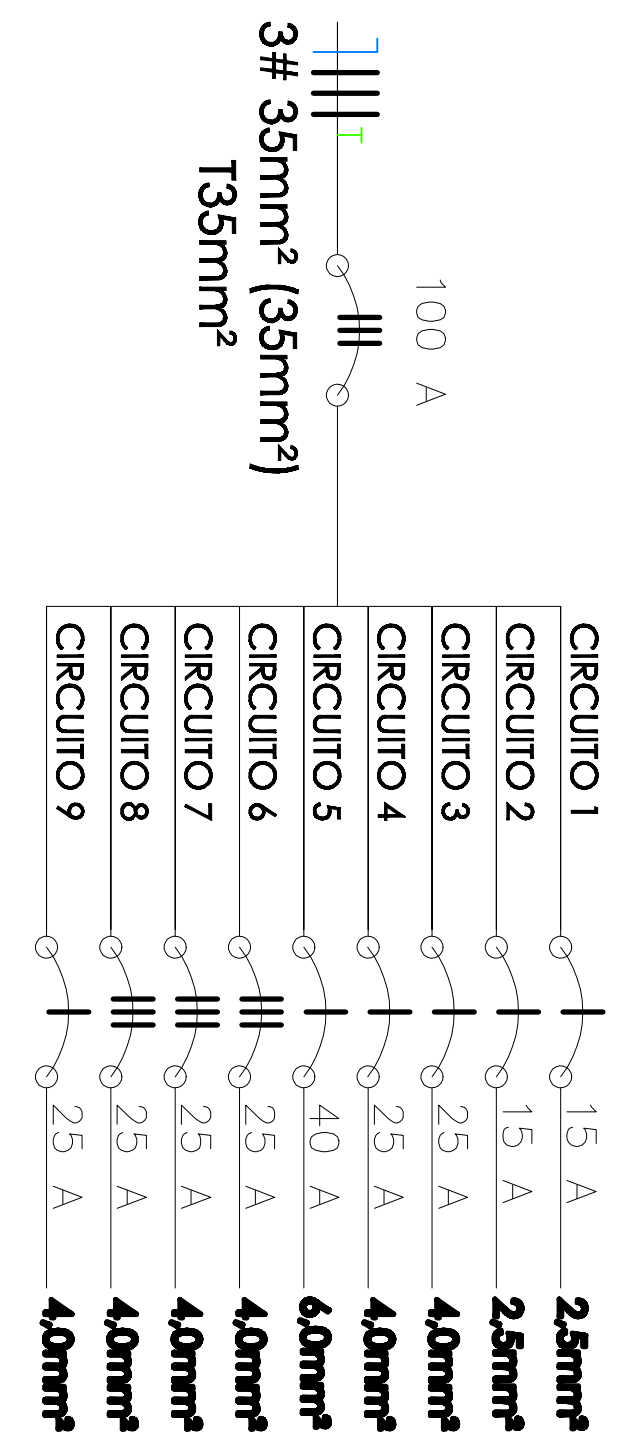 3# 35mm² (35mm²)
T35mm²
100 A
CIRCUITO 1
15 A
2,5mm²
CIRCUITO 2
15 A
2,5mm²
CIRCUITO 3
25 A
4,0mm²
CIRCUITO 4
25 A
4,0mm²
CIRCUITO 5
40 A
6,0mm²
CIRCUITO 6
25 A
4,0mm²
CIRCUITO 7
25 A
4,0mm²
CIRCUITO 8
25 A
4,0mm²
CIRCUITO 9
25 A
4,0mm²